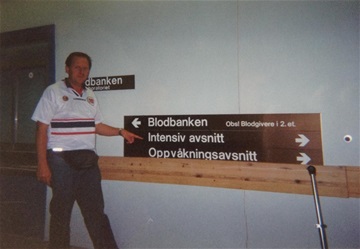 dbanken
Blodbanken Obs! Blodgivere i 2. et.
Intensiv avsnitt
Oppvåkningsavsnitt